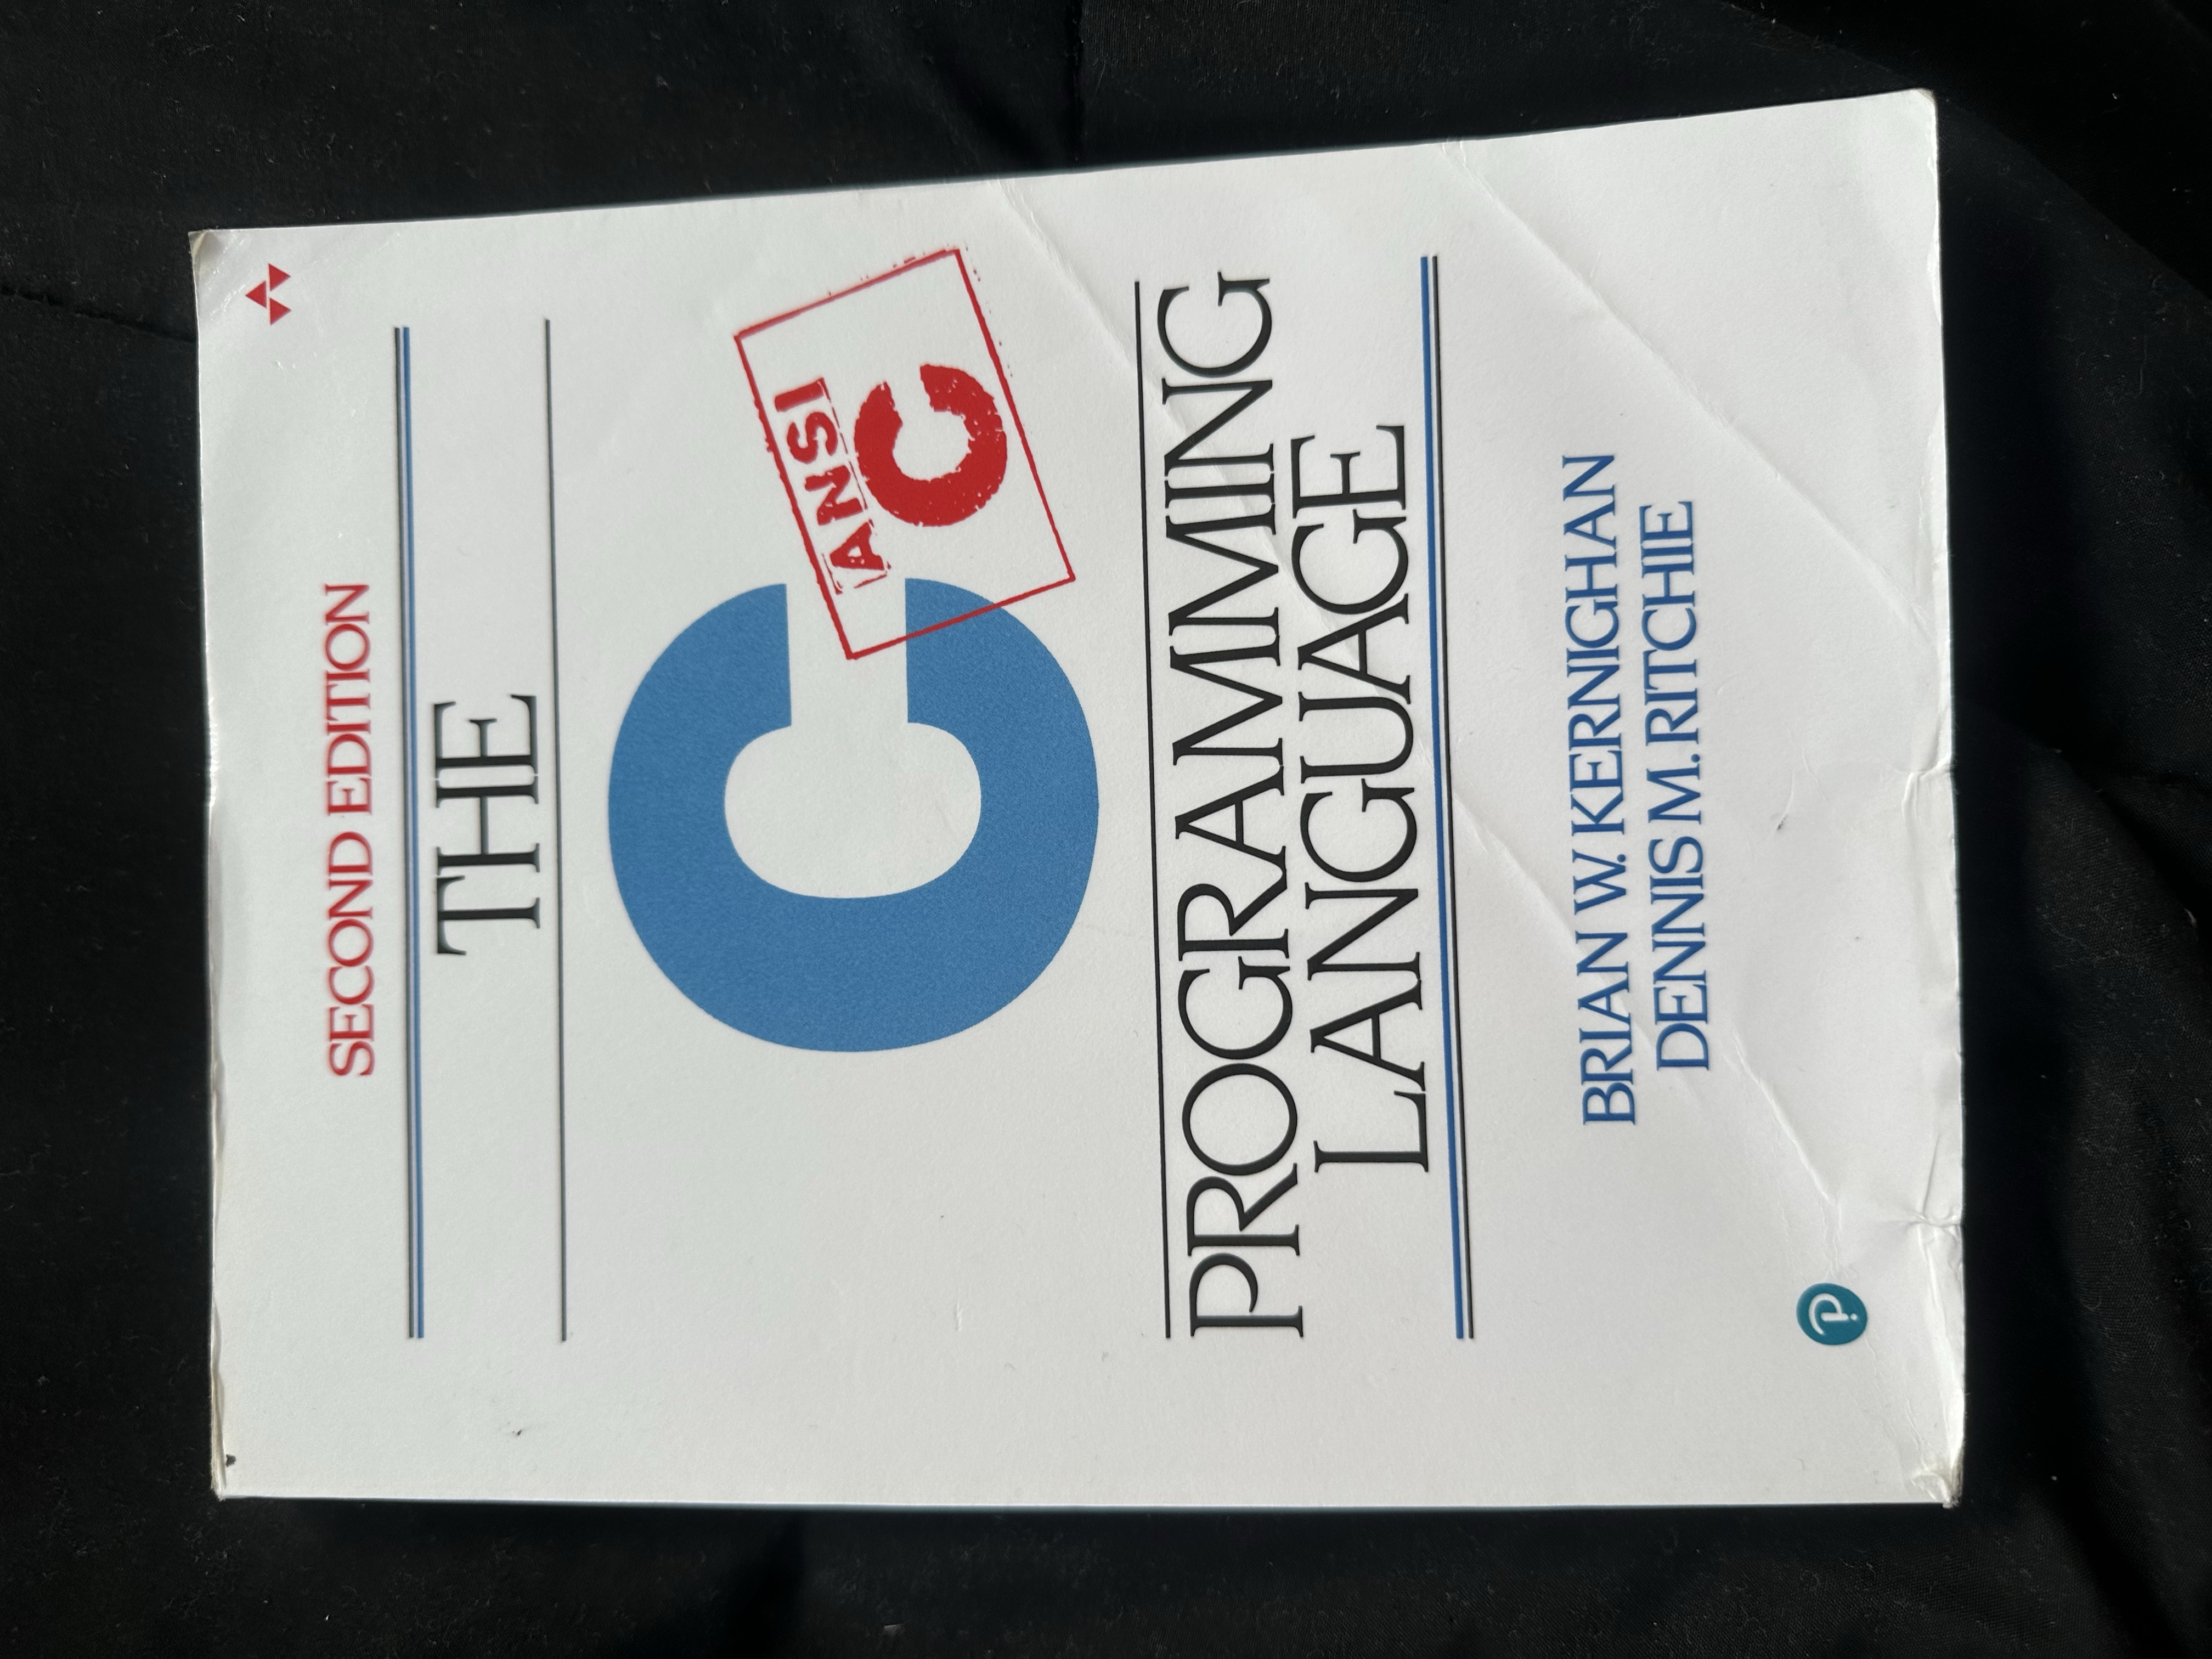 SECOND EDITION
THE
C
ANSI
C
PROGRAMMING
LANGUAGE
BRIAN W. KERNIGHAN
DENNIS M. RITCHIE
P